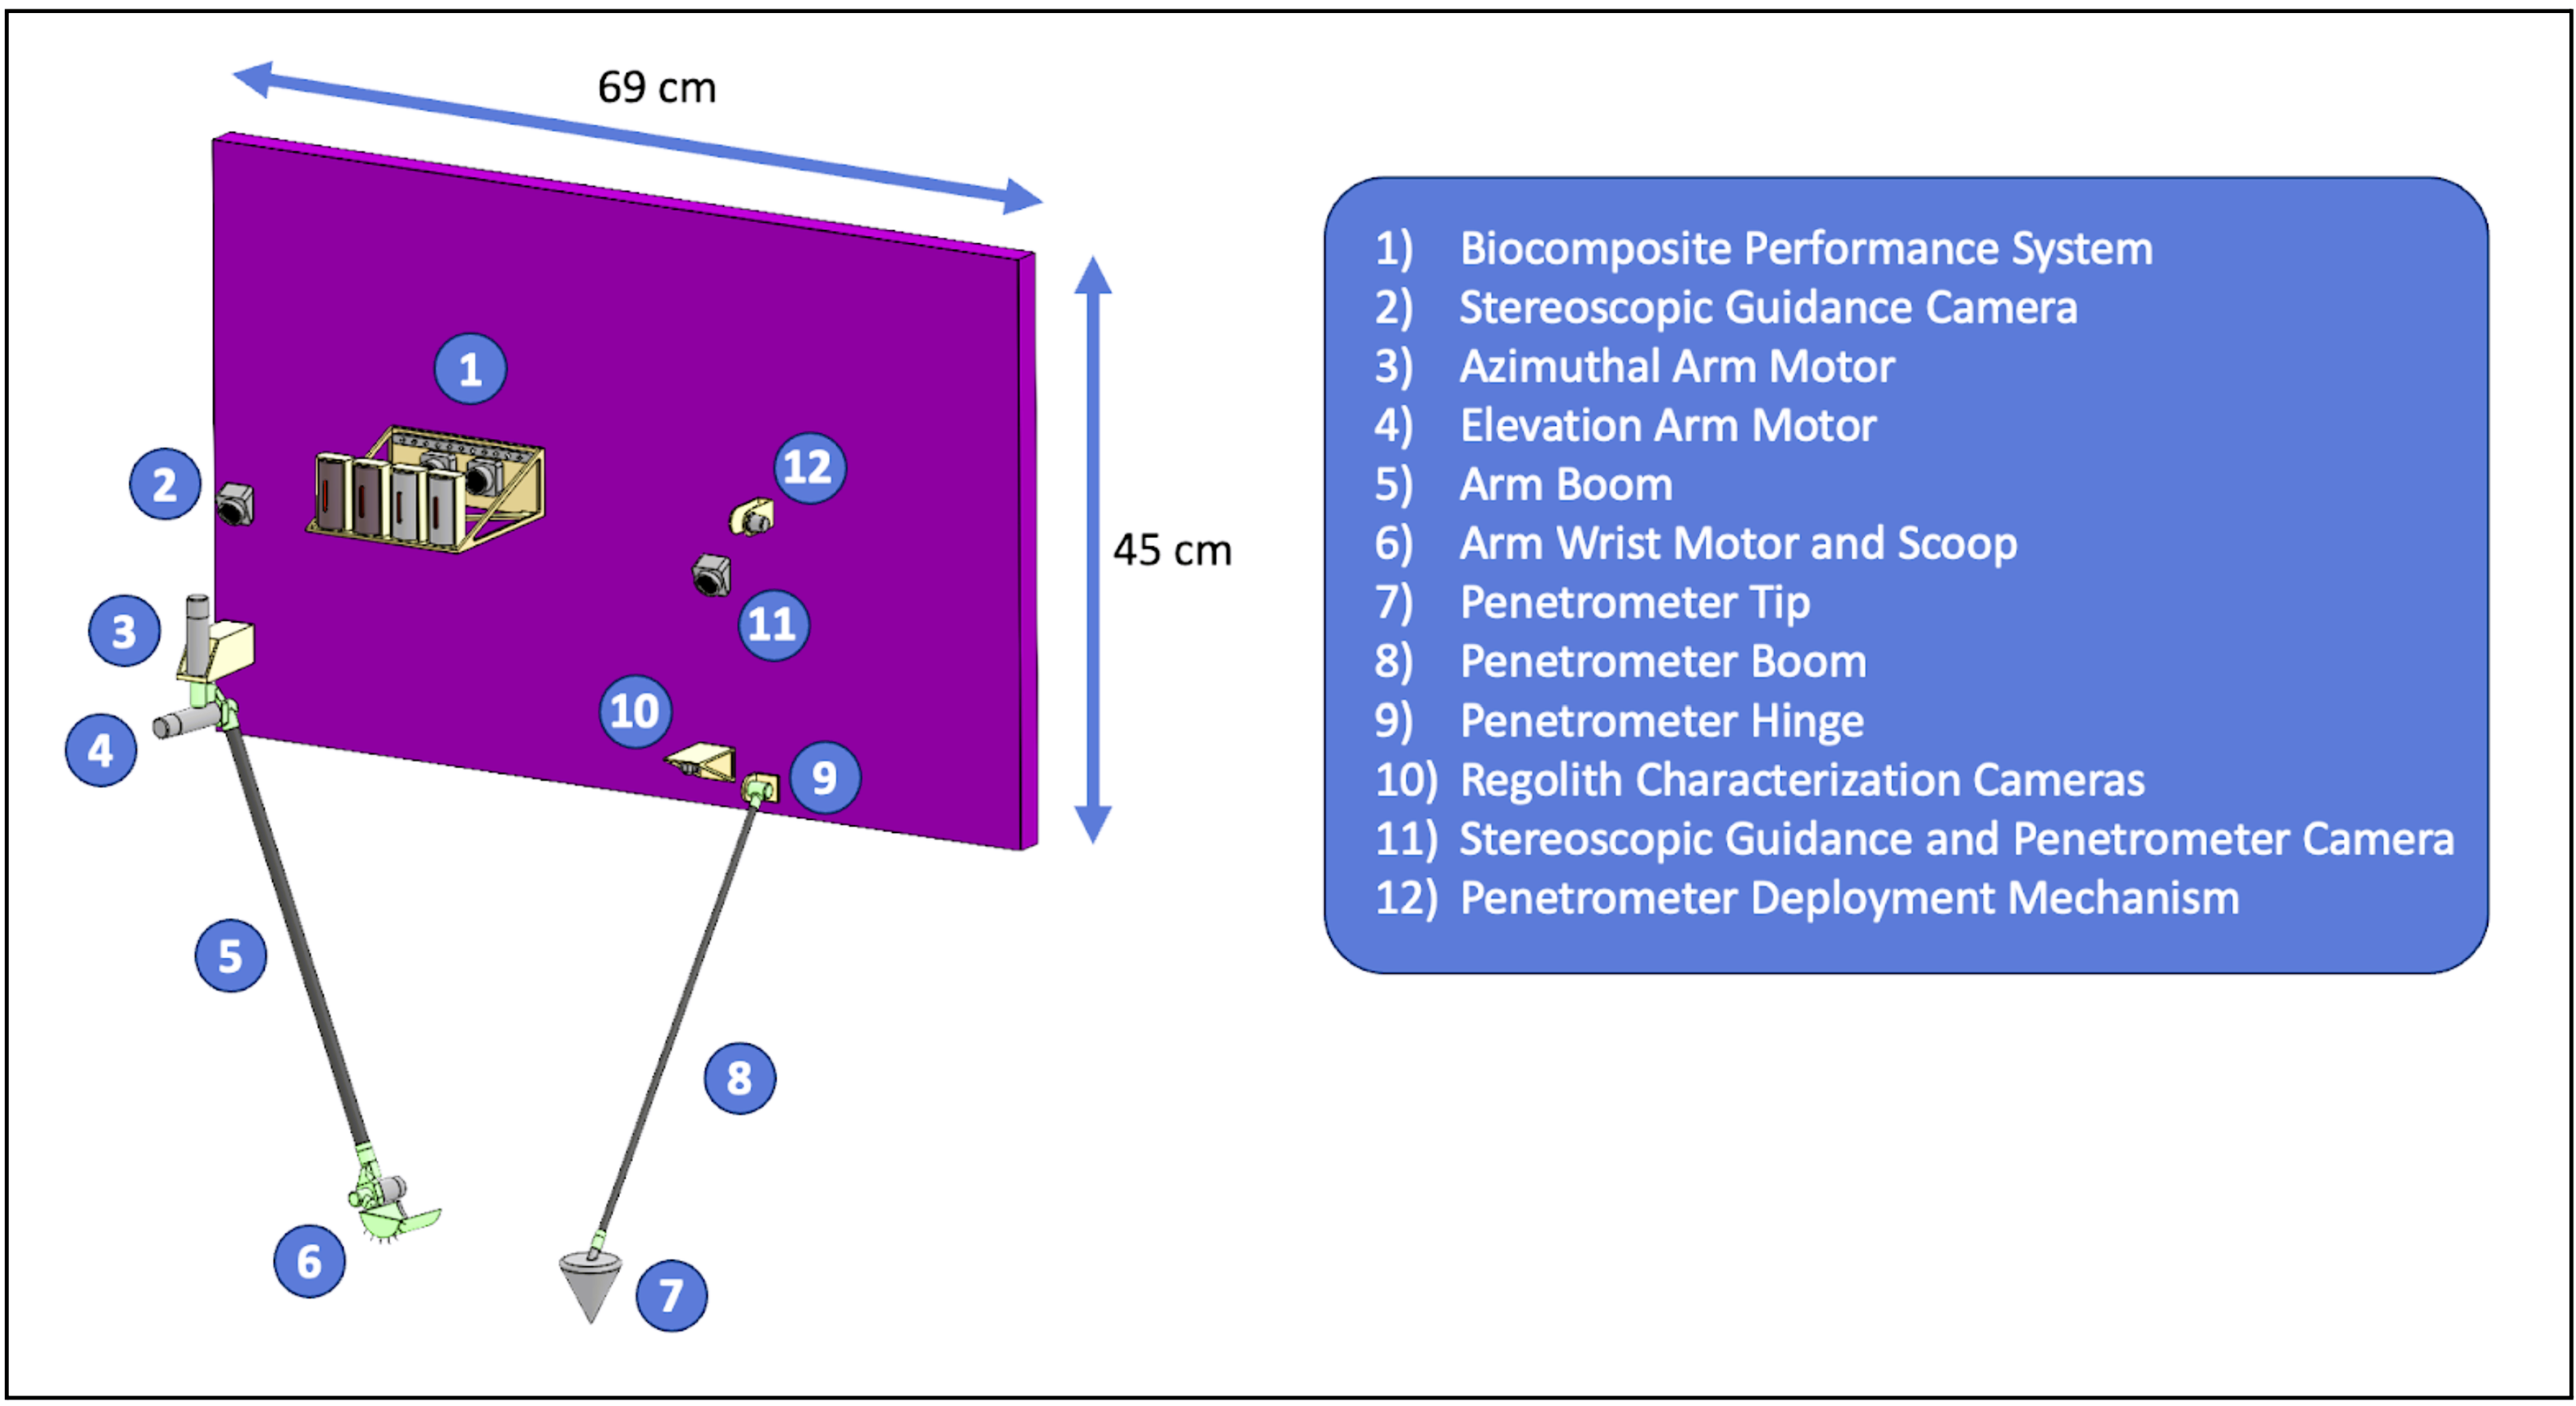 69 cm
1
2
12
45 cm
11
3
10
4
9
5
8
6
7
1) Biocomposite Performance System
2) Stereoscopic Guidance Camera
3) Azimuthal Arm Motor
4) Elevation Arm Motor
5) Arm Boom
6) Arm Wrist Motor and Scoop
7) Penetrometer Tip
8) Penetrometer Boom
9) Penetrometer Hinge
10) Regolith Characterization Cameras
11) Stereoscopic Guidance and Penetrometer Camera
12) Penetrometer Deployment Mechanism